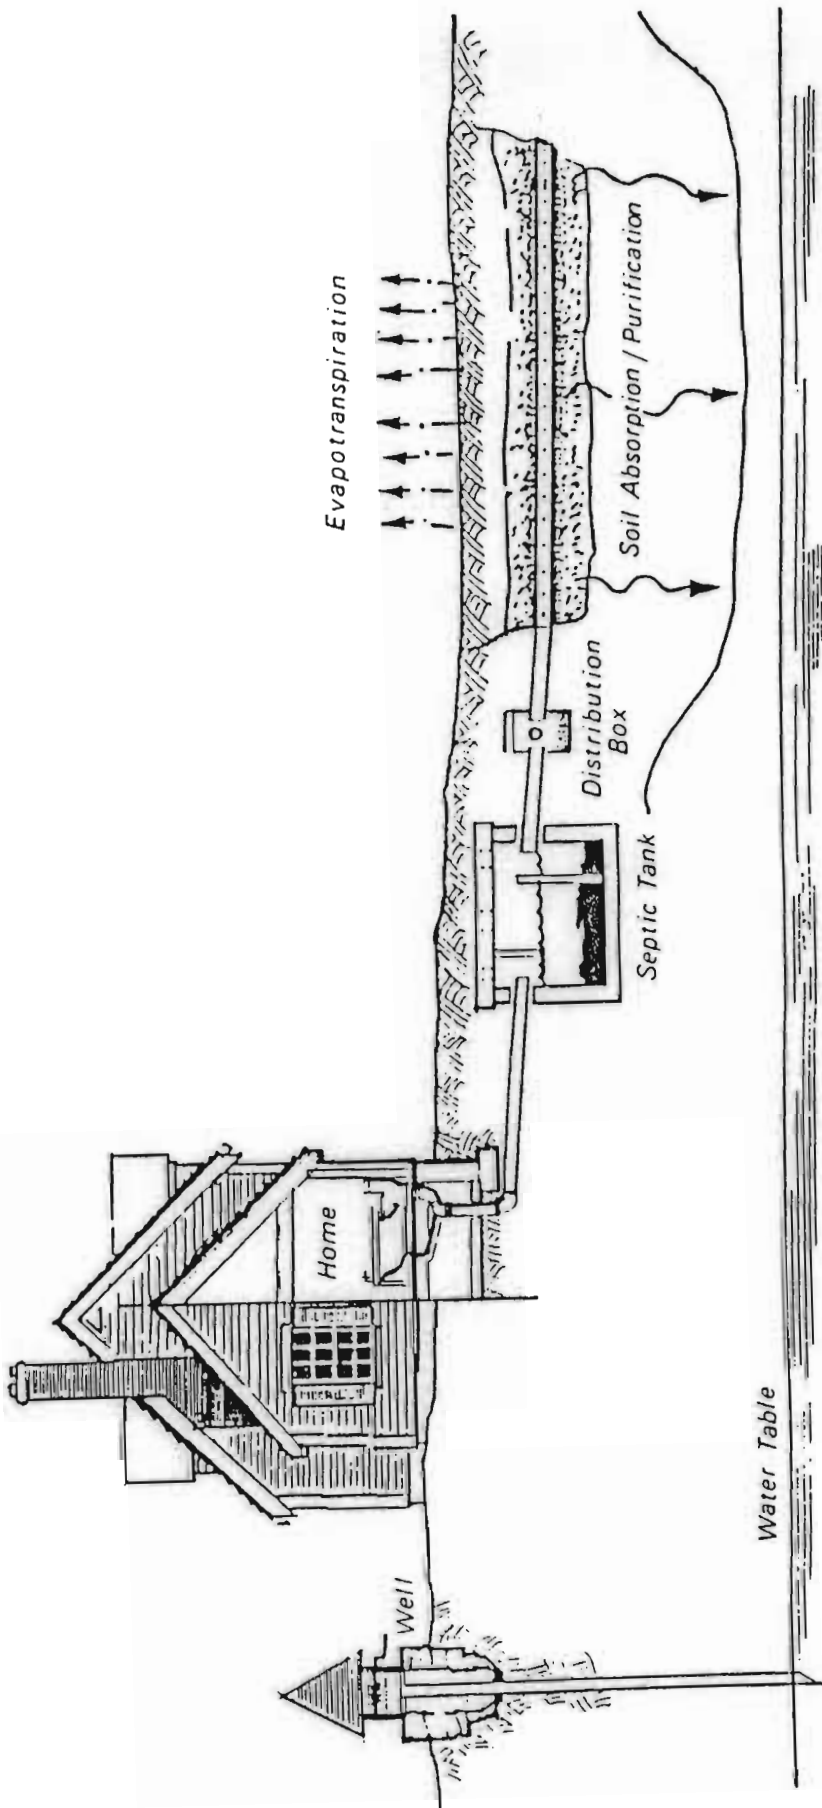 Evapotranspiration
Well
Home
Septic Tank
Distribution
Box
Soil Absorption / Purification
Water Table